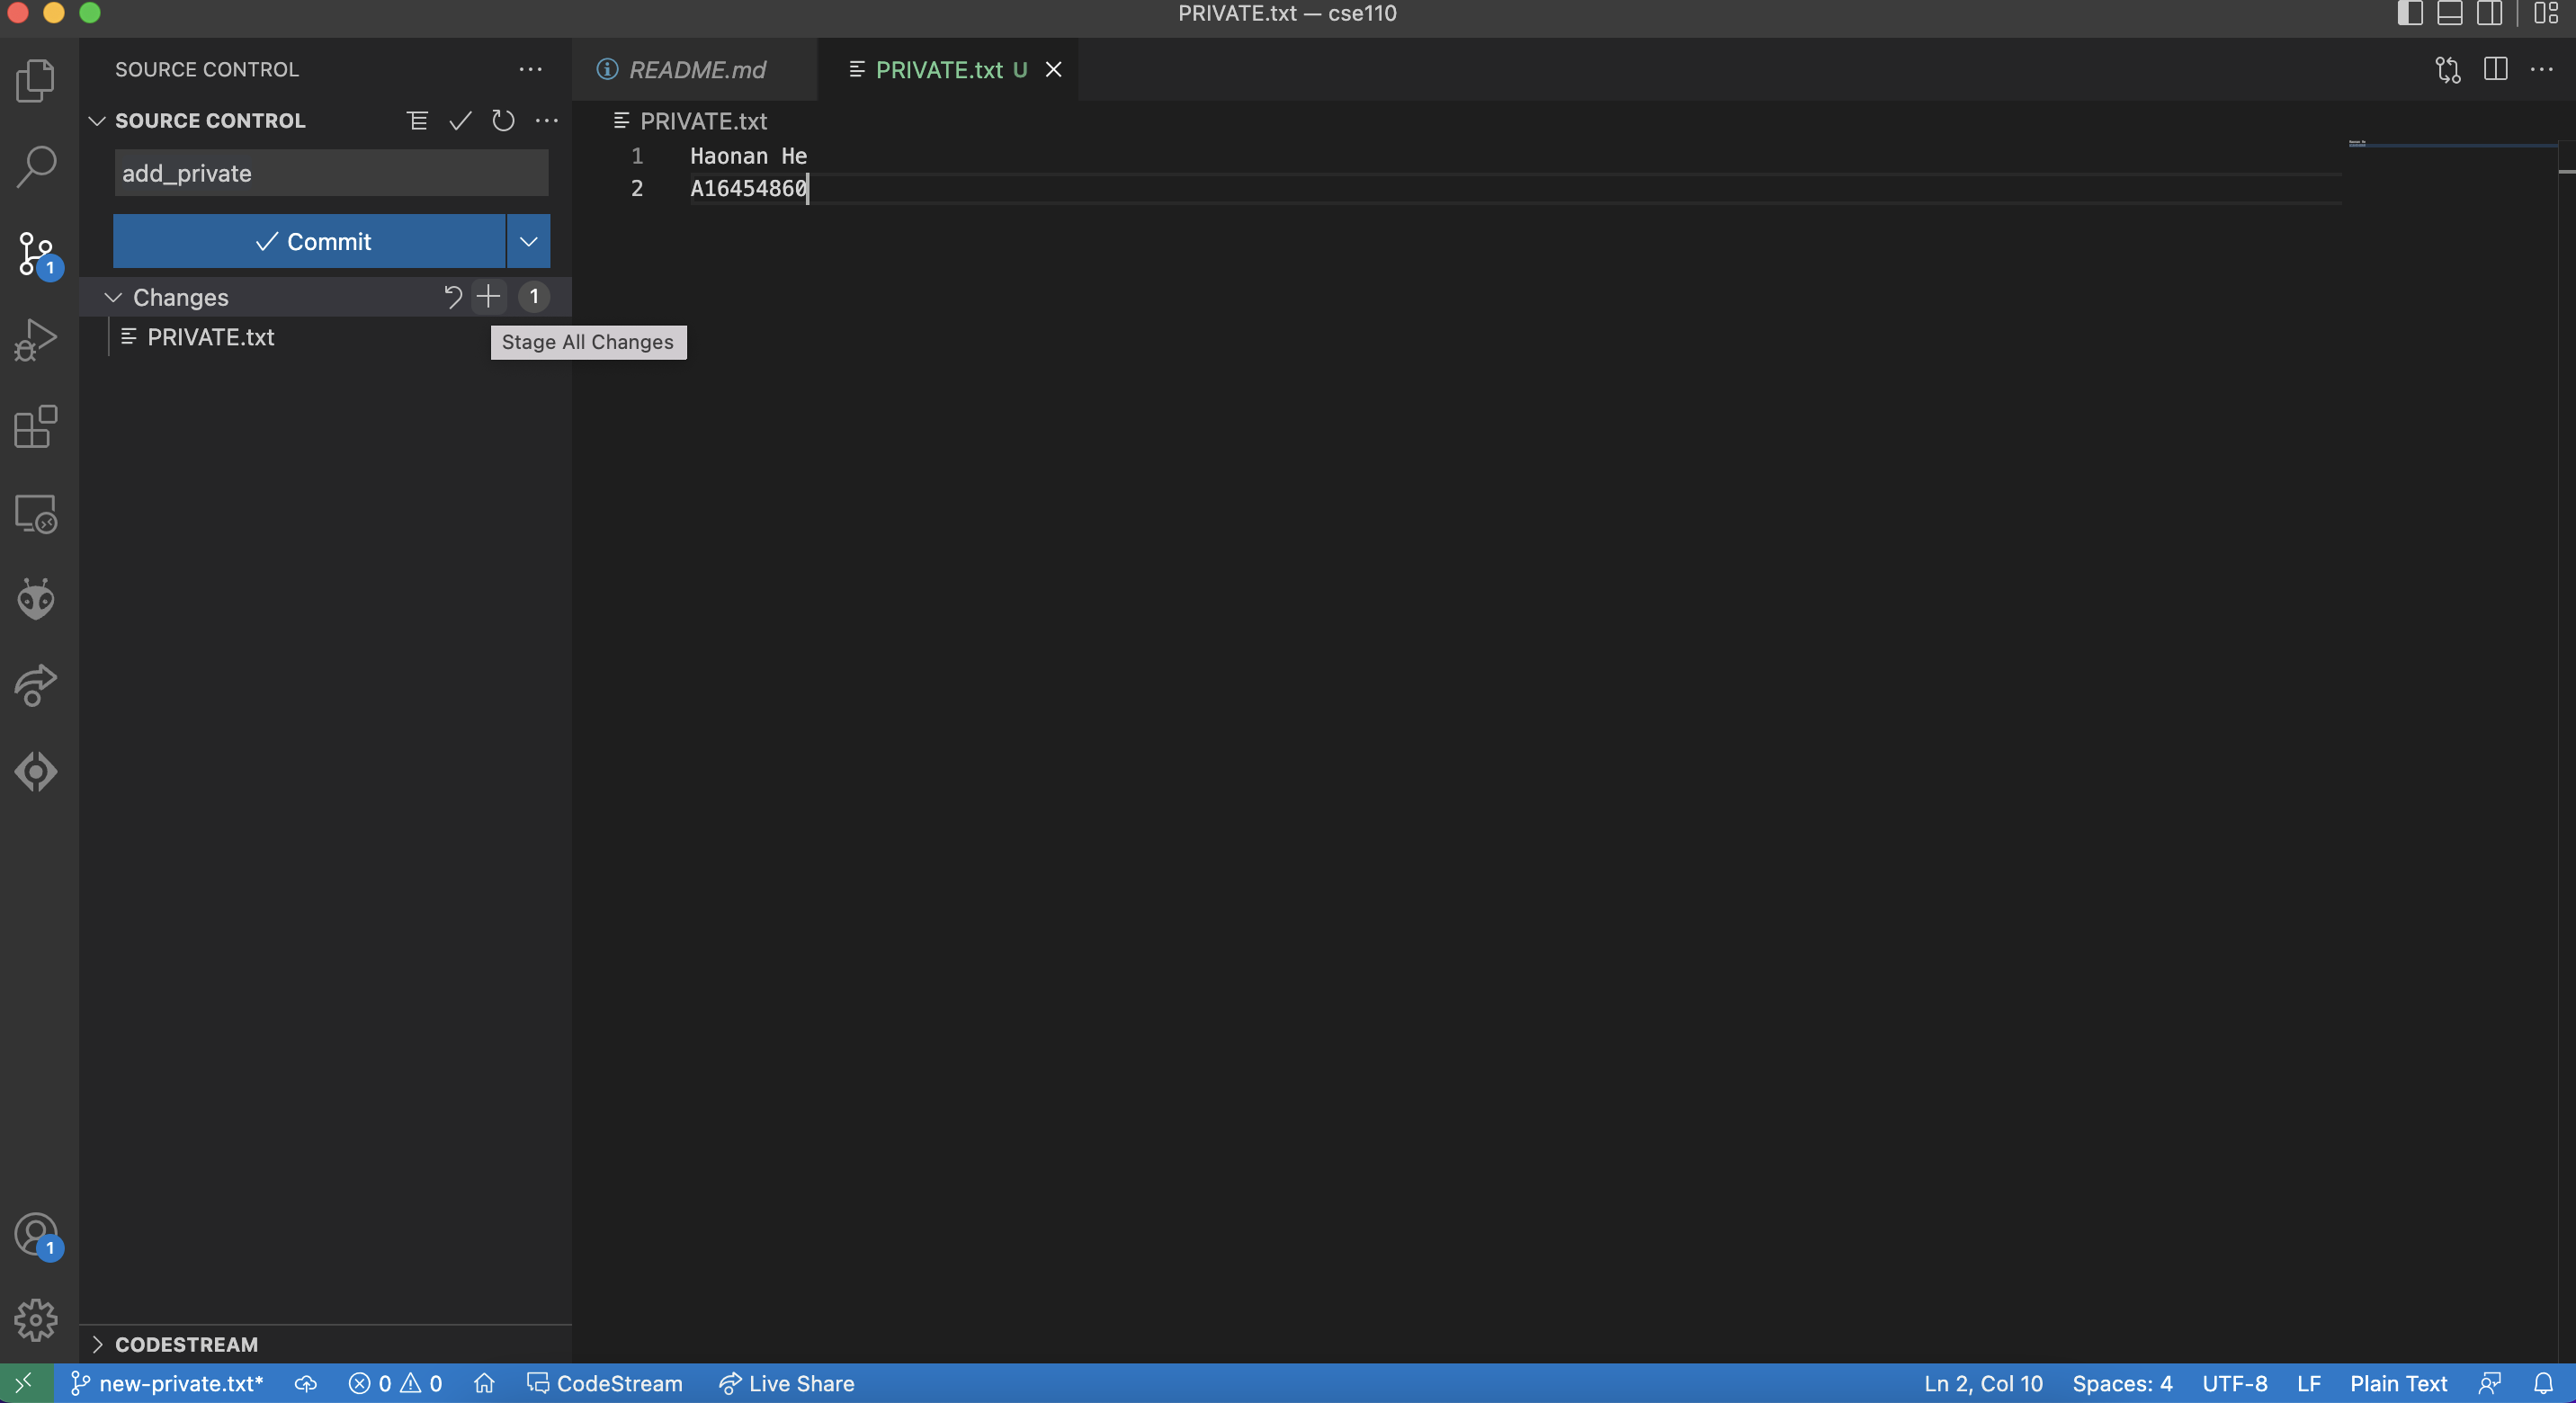 PRIVATE.txt — cse110
SOURCE CONTROL
README.md
PRIVATE.txt U
SOURCE CONTROL
PRIVATE.txt
add_private
1 Haonan He
2 A16454860
Commit
1
Changes
1
PRIVATE.txt
Stage All Changes
1
CODESTREAM
new-private.txt*
0
0
CodeStream
Live Share
Ln 2, Col 10
Spaces: 4
UTF-8
LF
Plain Text